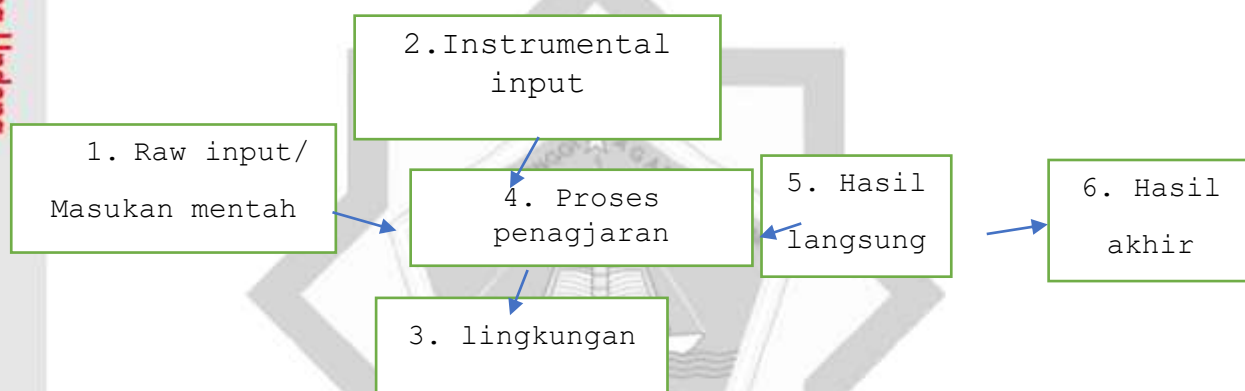 2.Instrumental
input
1. Raw input/
Masukan mentah
4. Proses
penagjaran
5. Hasil
langsung
6. Hasil
akhir
3. lingkungan